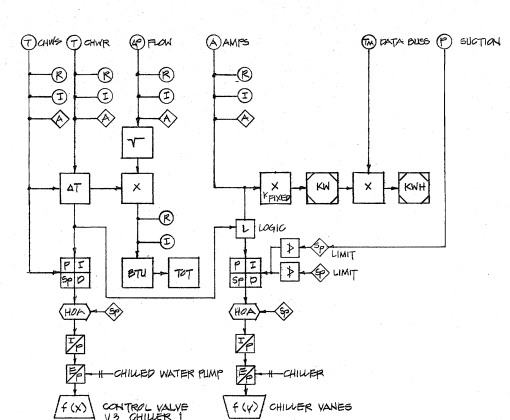 T CHWS T CHWR ΔP FLOW A AMPS TM DATA BUSS P SUCTION
R R R R
I I I I
A A A A
√
ΔT X X K FIXED KW X KWH
R
L LOGIC
I
P I P I
SP D BTU TOT SP D
SP LIMIT
SP LIMIT
HOA SP HOA SP
I/P I/P
E/P CHILLED WATER PUMP E/P CHILLER
f(x) CONTROL VALVE f(y) CHILLER VANES
V3 CHILLER 1